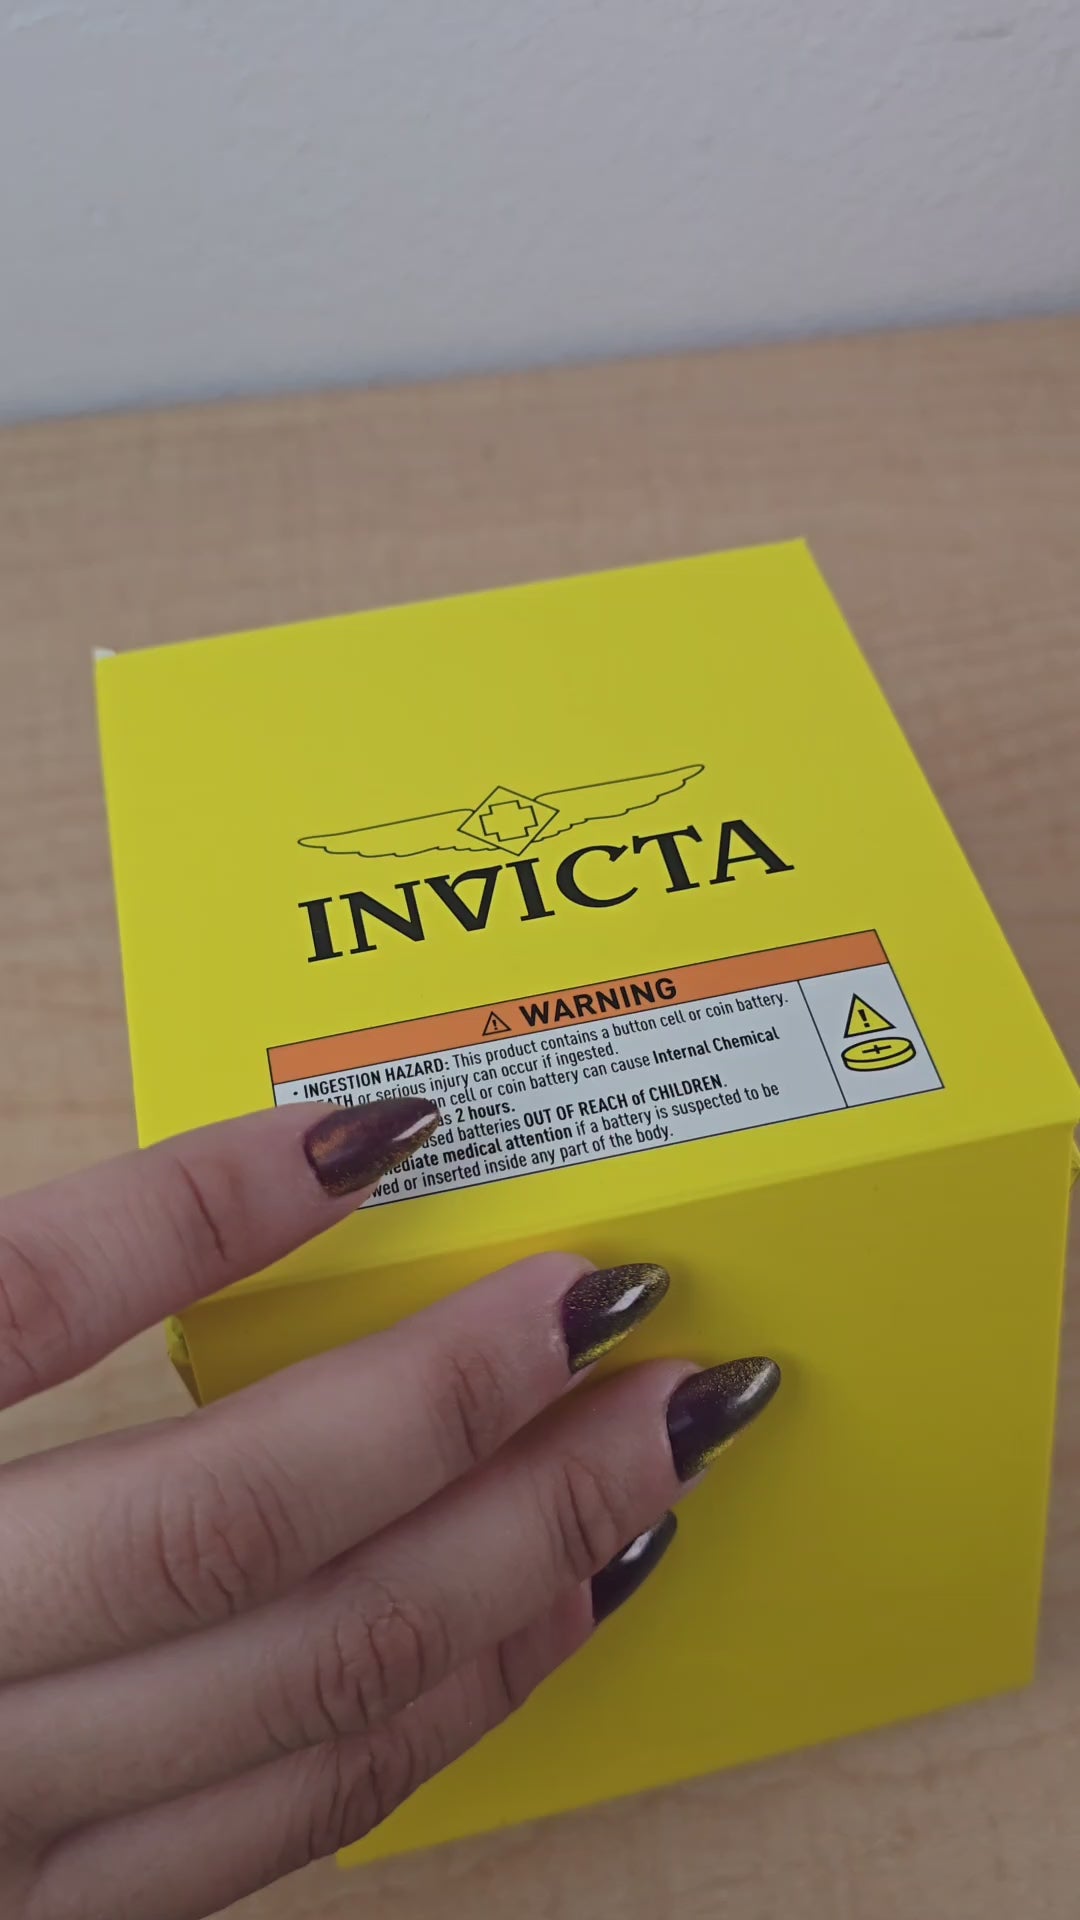 INVICTA
⚠ WARNING
• INGESTION HAZARD: This product contains a button cell or coin battery.
or serious injury can occur if ingested.
cell or coin battery can cause Internal Chemical
as 2 hours.
batteries OUT OF REACH of CHILDREN.
medical attention if a battery is suspected to be
or inserted inside any part of the body.